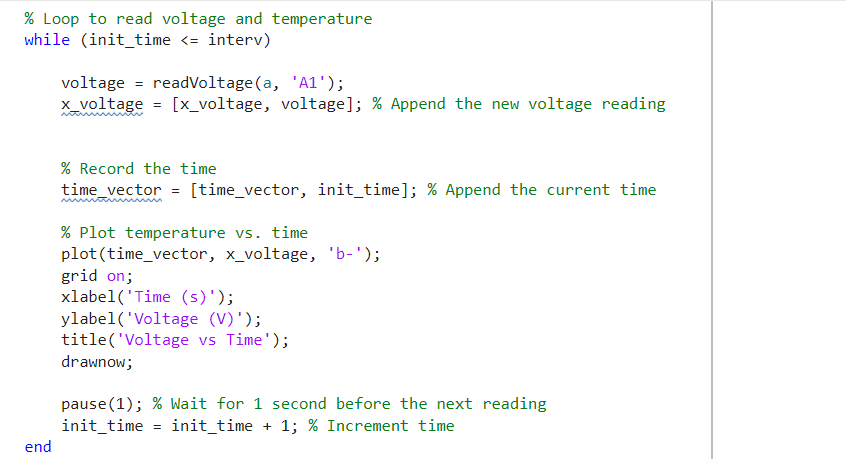 % Loop to read voltage and temperature
while (init_time <= interv)
voltage = readVoltage(a, 'A1');
x_voltage = [x_voltage, voltage]; % Append the new voltage reading
% Record the time
time_vector = [time_vector, init_time]; % Append the current time
% Plot temperature vs. time
plot(time_vector, x_voltage, 'b-');
grid on;
xlabel('Time (s)');
ylabel('Voltage (V)');
title('Voltage vs Time');
drawnow;
pause(1); % Wait for 1 second before the next reading
init_time = init_time + 1; % Increment time
end